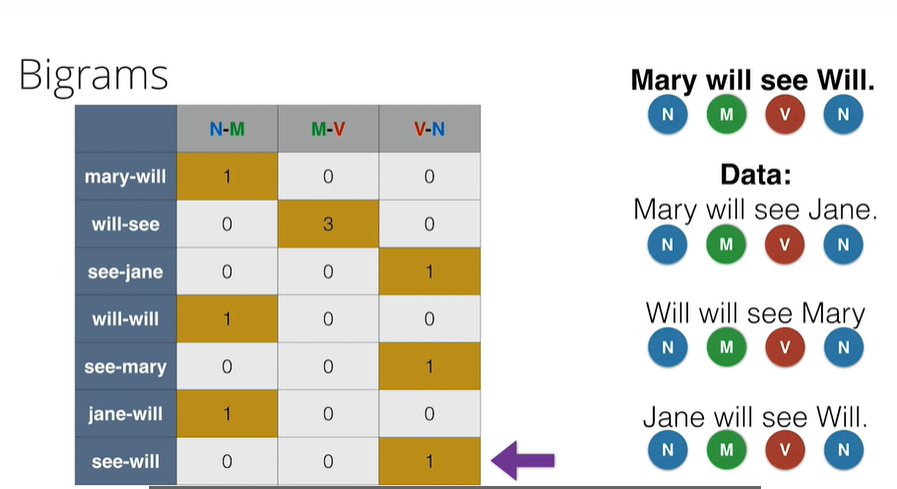 Bigrams
N-M M-V V-N
mary-will 1 0 0
will-see 0 3 0
see-jane 0 0 1
will-will 1 0 0
see-mary 0 0 1
jane-will 1 0 0
see-will 0 0 1
Mary will see Will.
N M V N
Data:
Mary will see Jane.
N M V N
Will will see Mary
N M V N
Jane will see Will.
N M V N